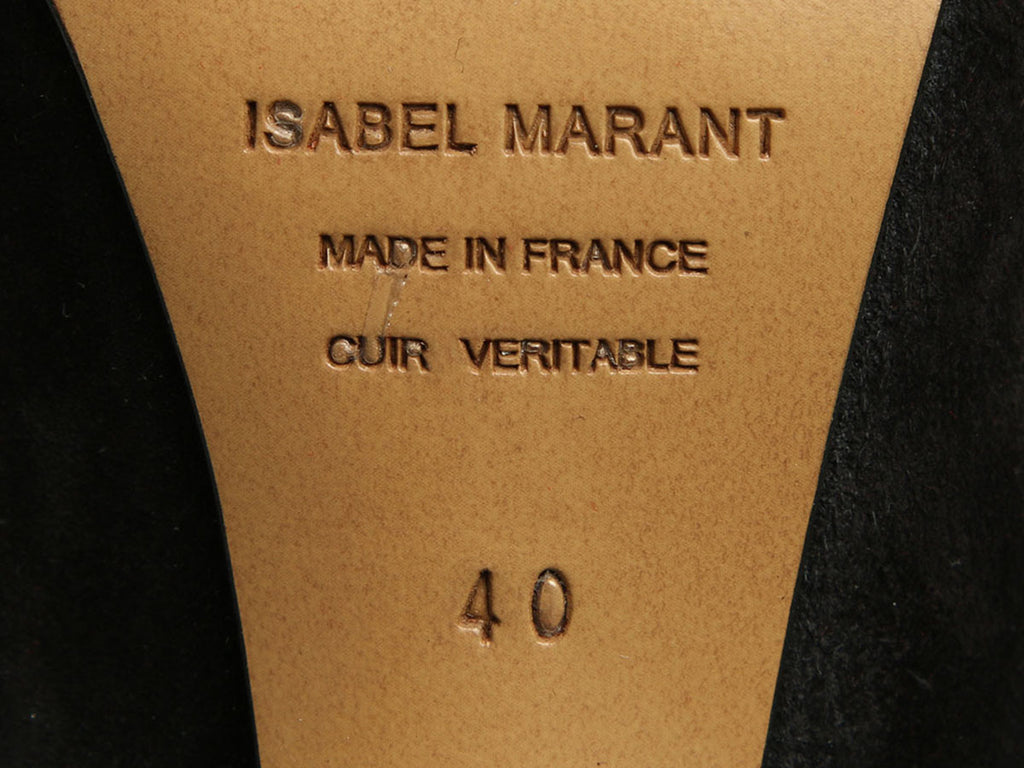 ISABEL MARANT
MADE IN FRANCE
CUIR VERITABLE
40